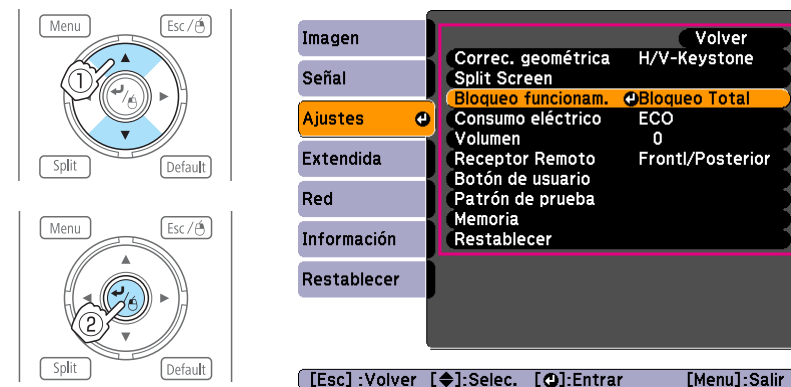 Menu Esc/
1
Split Default
Menu Esc/
2
Split Default
Imagen
Señal
Ajustes
Extendida
Red
Información
Restablecer
Volver
Correc. geométrica H/V-Keystone
Split Screen
Bloqueo funcionam. Bloqueo Total
Consumo eléctrico ECO
Volumen 0
Receptor Remoto Frontl/Posterior
Botón de usuario
Patrón de prueba
Memoria
Restablecer
[Esc] :Volver [◆]:Selec. [⏎]:Entrar [Menu]:Salir